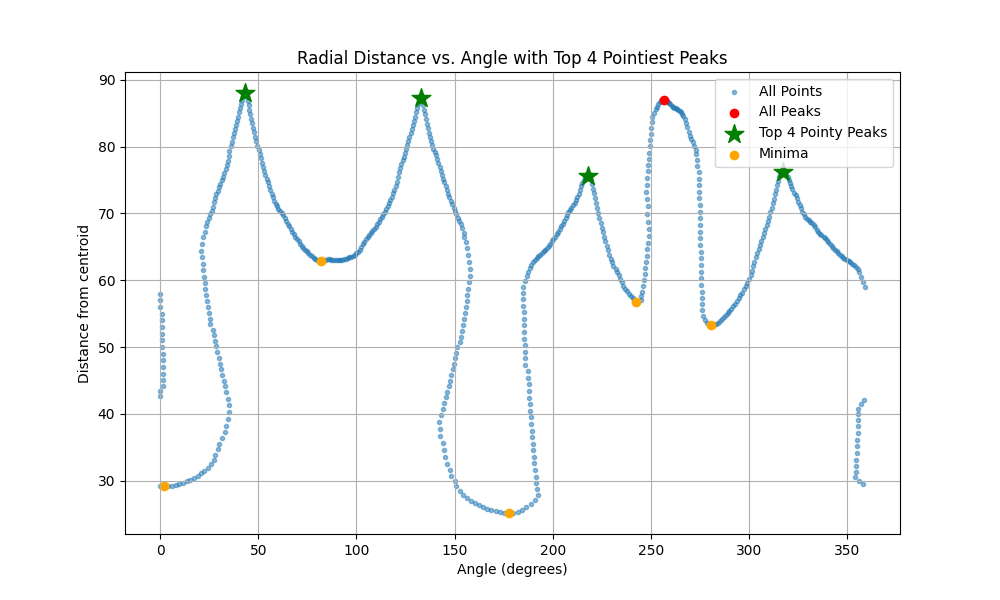 Radial Distance vs. Angle with Top 4 Pointiest Peaks
90
80
70
60
50
40
30
Distance from centroid
All Points
All Peaks
Top 4 Pointy Peaks
Minima
0 50 100 150 200 250 300 350
Angle (degrees)